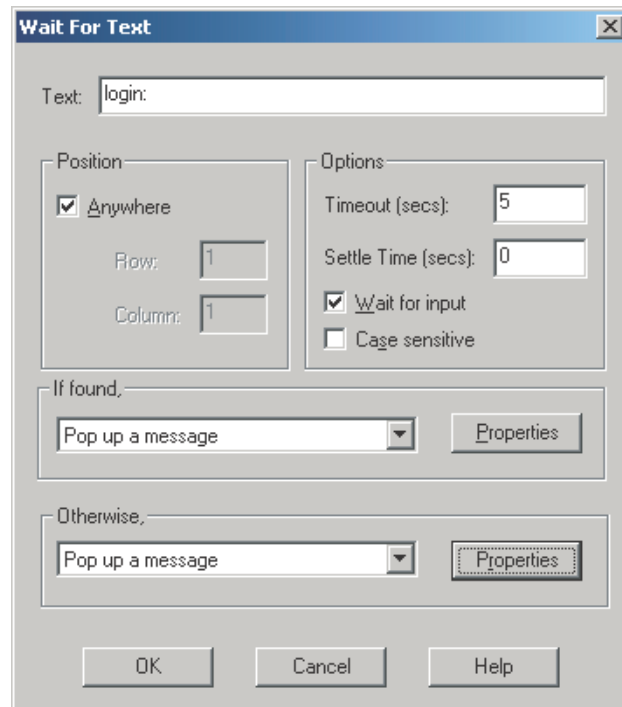 Wait For Text
Text: login:
Position
Anywhere
Row: 1
Column: 1
Options
Timeout (secs): 5
Settle Time (secs): 0
Wait for input
Case sensitive
If found,
Pop up a message
Properties
Otherwise,
Pop up a message
Properties
OK Cancel Help